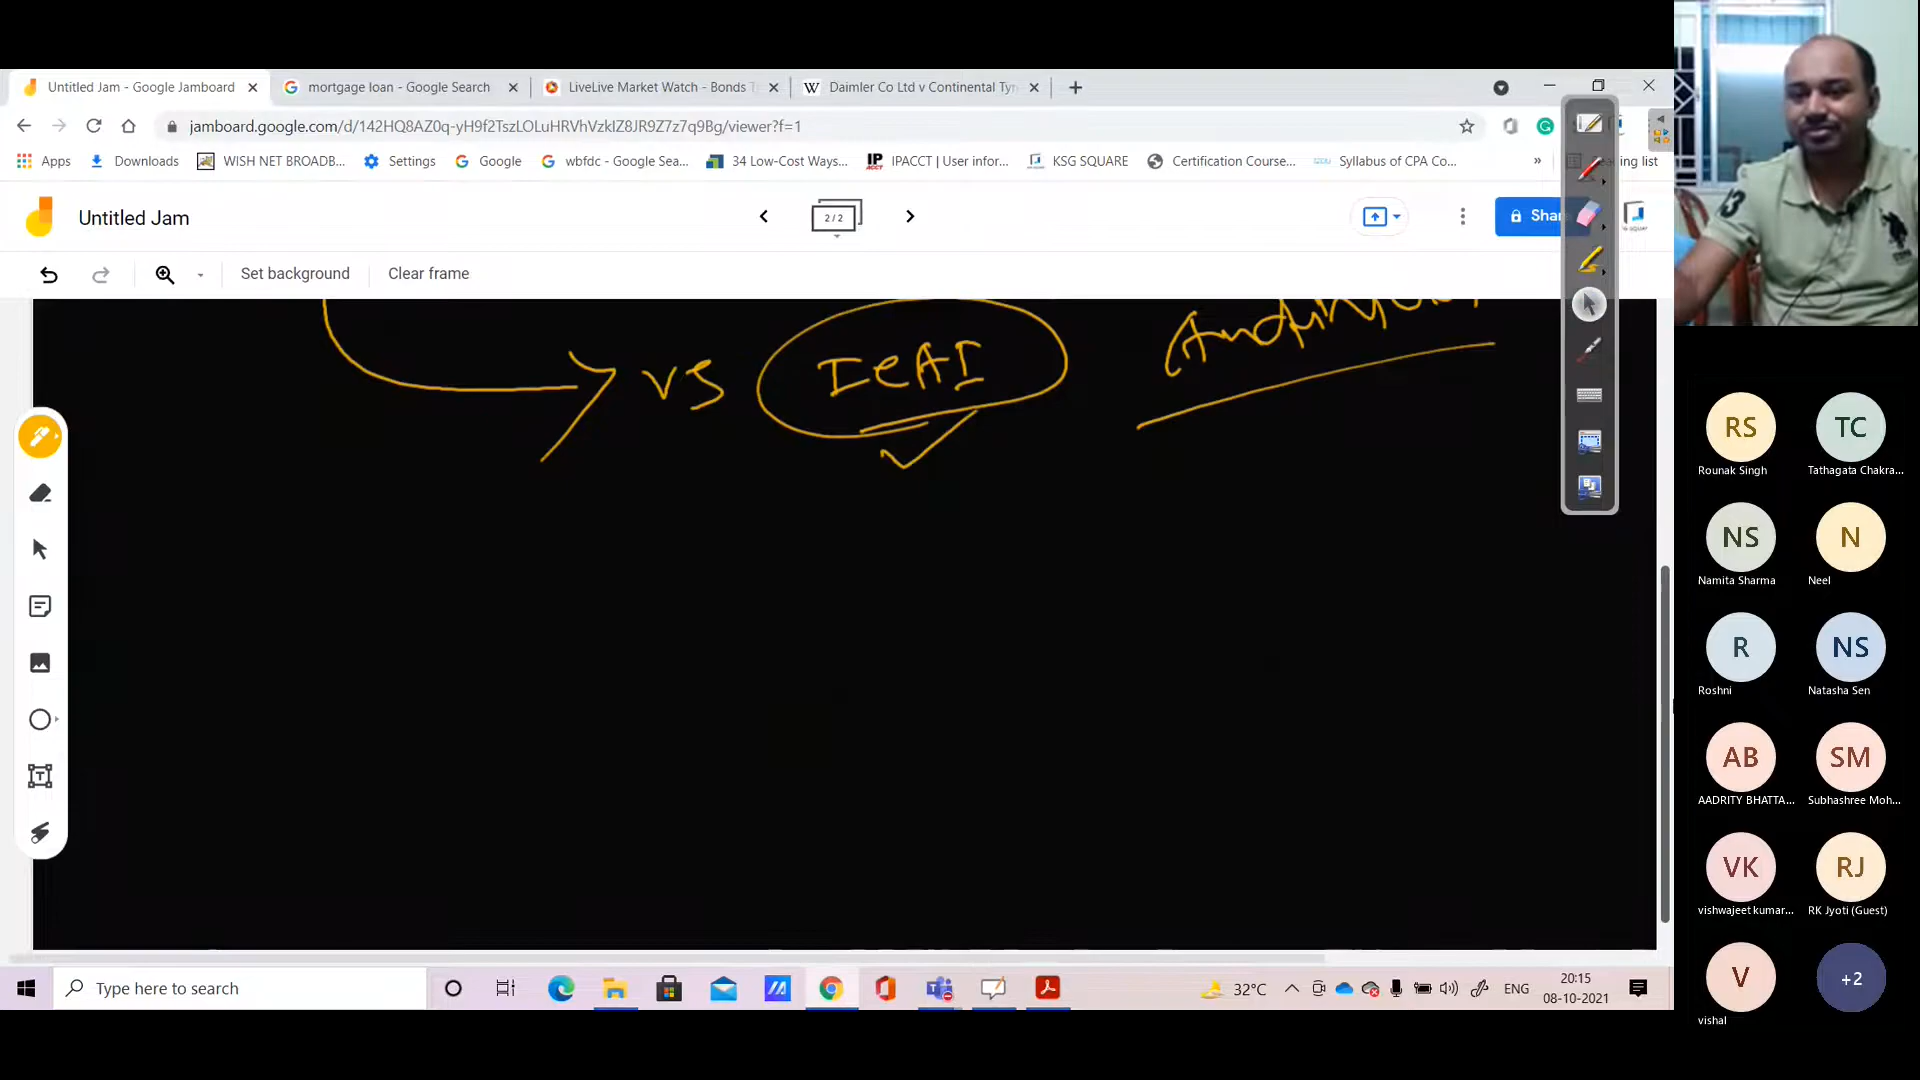 Untitled Jam - Google Jamboard
mortgage loan - Google Search
LiveLive Market Watch - Bonds T
Daimler Co Ltd v Continental Tyr
jamboard.google.com/d/142HQ8AZ0q-yH9f2TszLOLuHRVhVzkIZ8JR9Z7z7q9Bg/viewer?f=1
Apps
Downloads
WISH NET BROADB...
Settings
Google
wbfdc - Google Sea...
34 Low-Cost Ways...
IPACCT | User infor...
KSG SQUARE
Certification Course...
Syllabus of CPA Co...
»
ading list
Untitled Jam
2 / 2
Shar
Set background
Clear frame
vs ICAI
RS
Rounak Singh
TC
Tathagata Chakra...
NS
Namita Sharma
N
Neel
R
Roshni
NS
Natasha Sen
AB
AADRITY BHATTA...
SM
Subhashree Moh...
VK
vishwajeet kumar...
RJ
RK Jyoti (Guest)
V
vishal
+2
Type here to search
32°C
ENG
20:15
08-10-2021